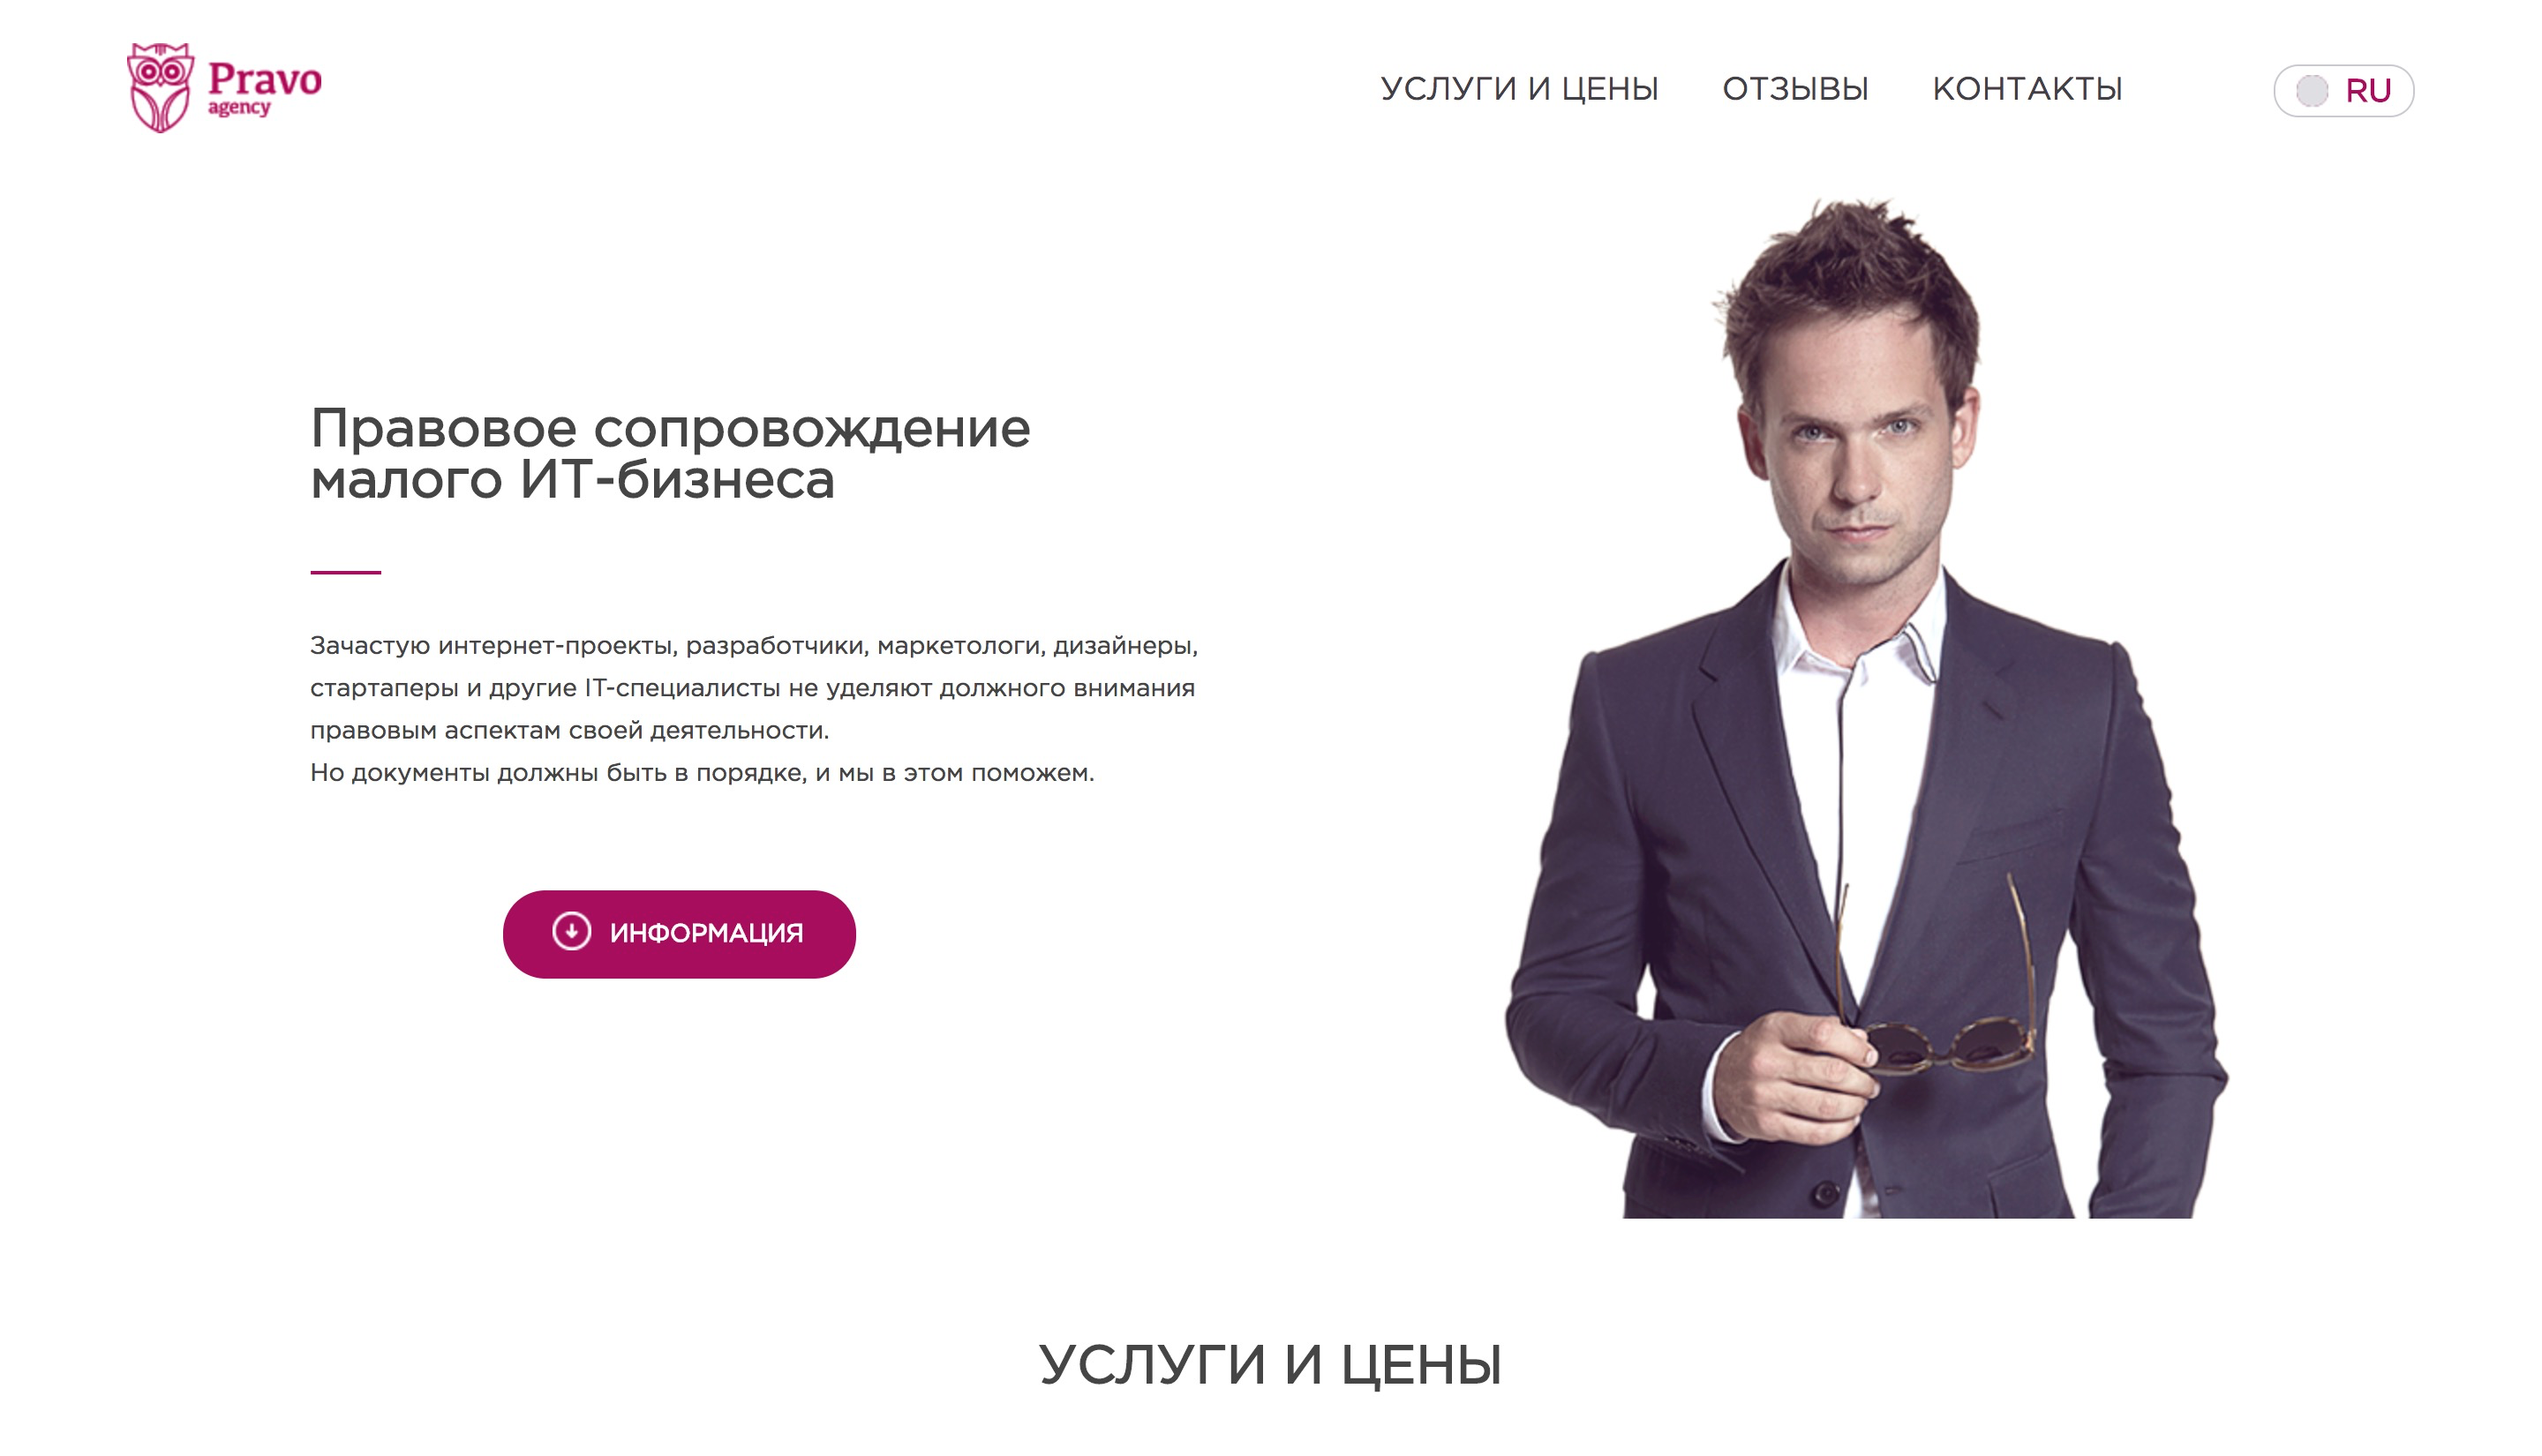 Pravo
agency
УСЛУГИ И ЦЕНЫ
ОТЗЫВЫ
КОНТАКТЫ
RU
Правовое сопровождение
малого ИТ-бизнеса
Зачастую интернет-проекты, разработчики, маркетологи, дизайнеры,
стартаперы и другие IT-специалисты не уделяют должного внимания
правовым аспектам своей деятельности.
Но документы должны быть в порядке, и мы в этом поможем.
ИНФОРМАЦИЯ
УСЛУГИ И ЦЕНЫ